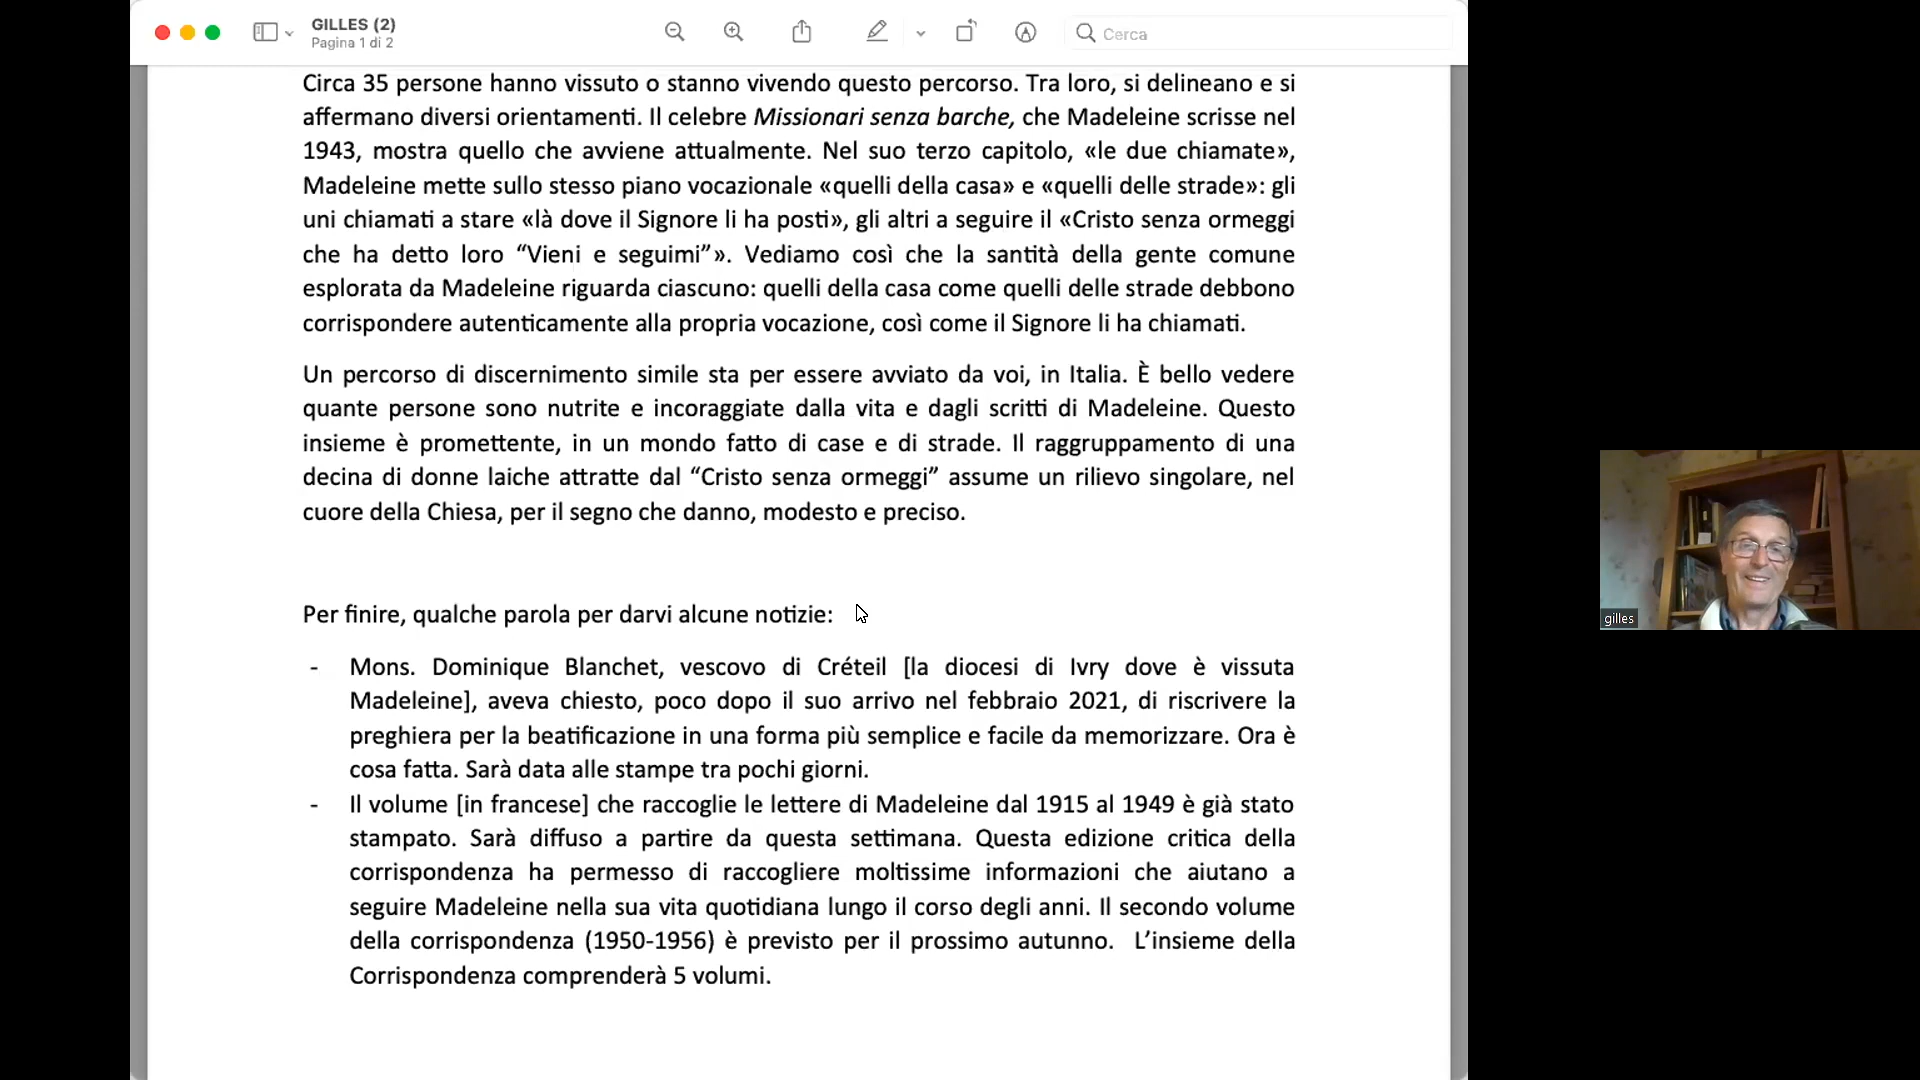 GILLES (2)
Pagina 1 di 2
Cerca
Circa 35 persone hanno vissuto o stanno vivendo questo percorso. Tra loro, si delineano e si
affermano diversi orientamenti. Il celebre Missionari senza barche, che Madeleine scrisse nel
1943, mostra quello che avviene attualmente. Nel suo terzo capitolo, «le due chiamate»,
Madeleine mette sullo stesso piano vocazionale «quelli della casa» e «quelli delle strade»: gli
uni chiamati a stare «là dove il Signore li ha posti», gli altri a seguire il «Cristo senza ormeggi
che ha detto loro “Vieni e seguimi”». Vediamo così che la santità della gente comune
esplorata da Madeleine riguarda ciascuno: quelli della casa come quelli delle strade debbono
corrispondere autenticamente alla propria vocazione, così come il Signore li ha chiamati.
Un percorso di discernimento simile sta per essere avviato da voi, in Italia. È bello vedere
quante persone sono nutrite e incoraggiate dalla vita e dagli scritti di Madeleine. Questo
insieme è promettente, in un mondo fatto di case e di strade. Il raggruppamento di una
decina di donne laiche attratte dal “Cristo senza ormeggi” assume un rilievo singolare, nel
cuore della Chiesa, per il segno che danno, modesto e preciso.
Per finire, qualche parola per darvi alcune notizie:
- Mons. Dominique Blanchet, vescovo di Créteil [la diocesi di Ivry dove è vissuta
Madeleine], aveva chiesto, poco dopo il suo arrivo nel febbraio 2021, di riscrivere la
preghiera per la beatificazione in una forma più semplice e facile da memorizzare. Ora è
cosa fatta. Sarà data alle stampe tra pochi giorni.
- Il volume [in francese] che raccoglie le lettere di Madeleine dal 1915 al 1949 è già stato
stampato. Sarà diffuso a partire da questa settimana. Questa edizione critica della
corrispondenza ha permesso di raccogliere moltissime informazioni che aiutano a
seguire Madeleine nella sua vita quotidiana lungo il corso degli anni. Il secondo volume
della corrispondenza (1950-1956) è previsto per il prossimo autunno. L’insieme della
Corrispondenza comprenderà 5 volumi.
gilles